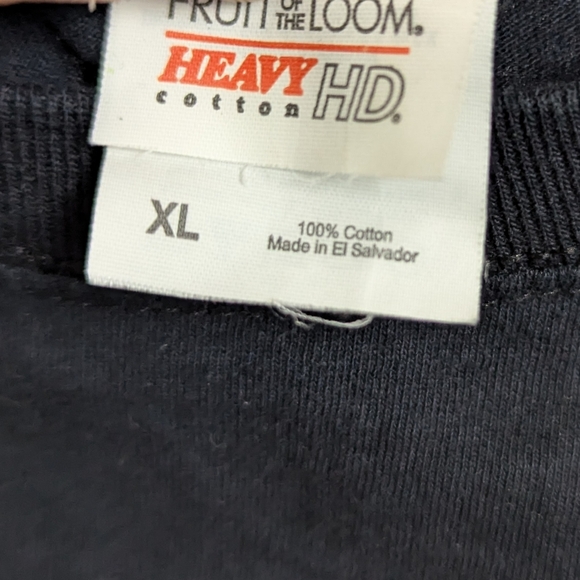 FRUIT OF THE LOOM®
HEAVY
cotton HD®
XL
100% Cotton
Made in El Salvador